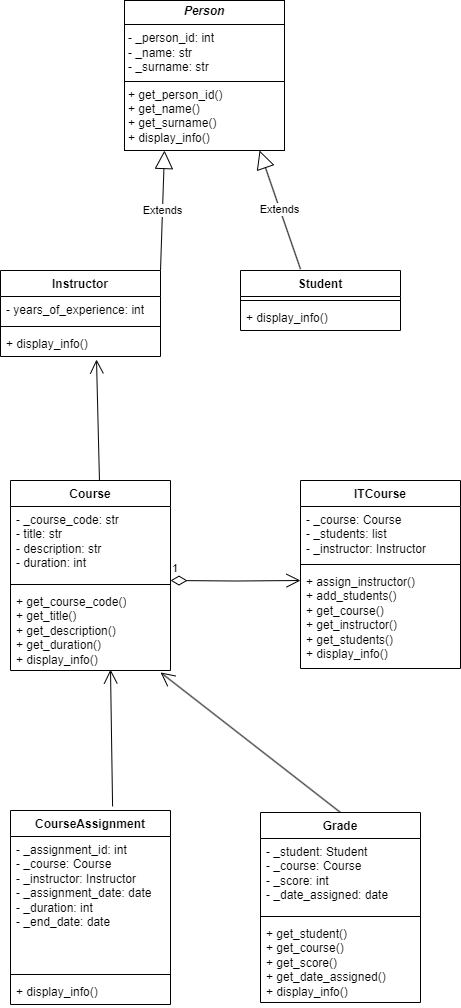 Person
- _person_id: int
- _name: str
- _surname: str
+ get_person_id()
+ get_name()
+ get_surname()
+ display_info()
Extends
Extends
Instructor
- years_of_experience: int
+ display_info()
Student
+ display_info()
Course
- _course_code: str
- title: str
- description: str
- duration: int
+ get_course_code()
+ get_title()
+ get_description()
+ get_duration()
+ display_info()
1
ITCourse
- _course: Course
- _students: list
- _instructor: Instructor
+ assign_instructor()
+ add_students()
+ get_course()
+ get_instructor()
+ get_students()
+ display_info()
CourseAssignment
- _assignment_id: int
- _course: Course
- _instructor: Instructor
- _assignment_date: date
- _duration: int
- _end_date: date
+ display_info()
Grade
- _student: Student
- _course: Course
- _score: int
- _date_assigned: date
+ get_student()
+ get_course()
+ get_score()
+ get_date_assigned()
+ display_info()